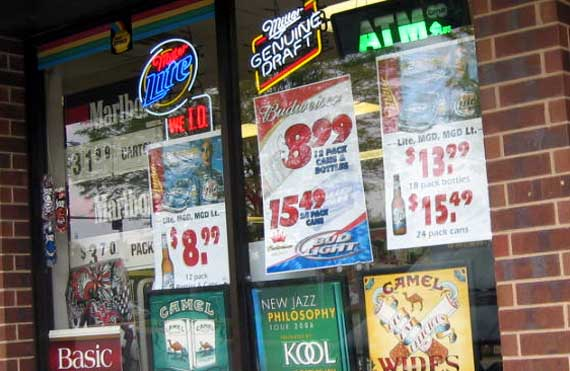 Miller
Lite
WE I.D.
Miller
GENUINE
DRAFT
ATM
Marlboro
31.99 CARTON
Marlboro
PACK
Lite, MGD, MGD Lt.
$8.99
12 pack
Budweiser
8.99
12 PACK
CANS &
BOTTLES
15.49
24 PACK
CANS
BUD LIGHT
Lite, MGD, MGD Lt.
$13.99
18 pack bottles
$15.49
24 pack cans
Basic
CAMEL
NEW JAZZ
PHILOSOPHY
TOUR 2006
KOOL
CAMEL
WIDES